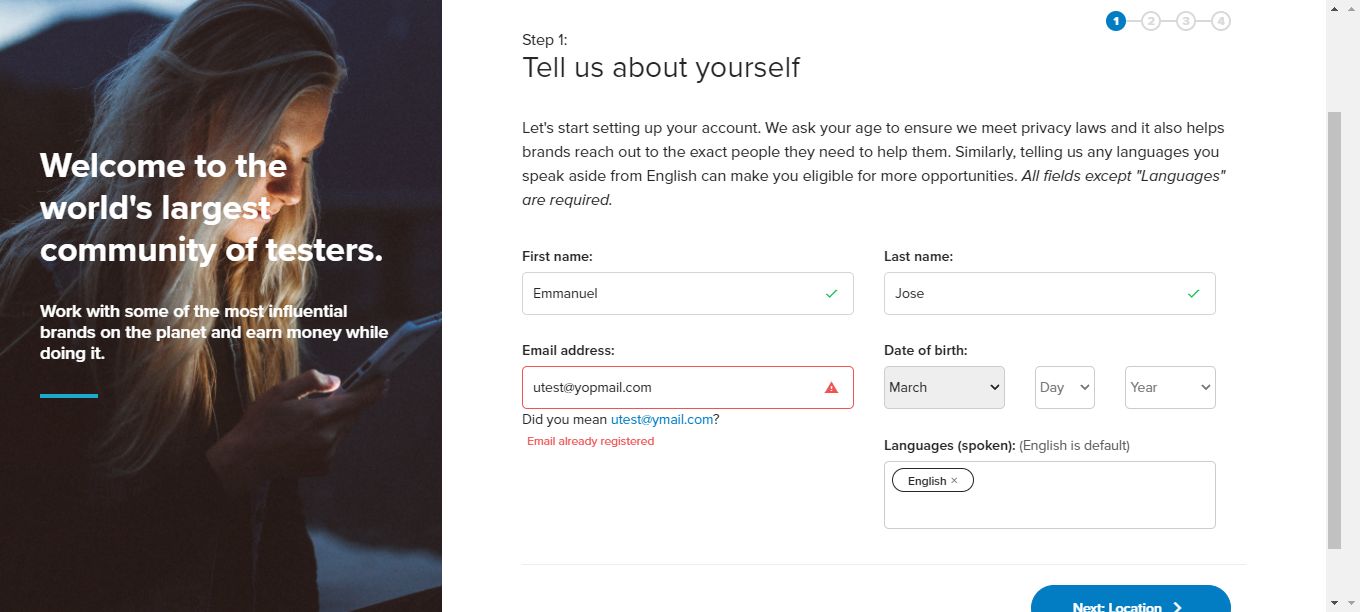 Welcome to the
world's largest
community of testers.
Work with some of the most influential
brands on the planet and earn money while
doing it.
1 2 3 4
Step 1:
Tell us about yourself
Let's start setting up your account. We ask your age to ensure we meet privacy laws and it also helps
brands reach out to the exact people they need to help them. Similarly, telling us any languages you
speak aside from English can make you eligible for more opportunities. All fields except "Languages"
are required.
First name:
Last name:
Emmanuel
Jose
Email address:
Date of birth:
utest@yopmail.com
March
Day
Year
Did you mean utest@ymail.com?
Email already registered
Languages (spoken): (English is default)
English ×
Next: Location